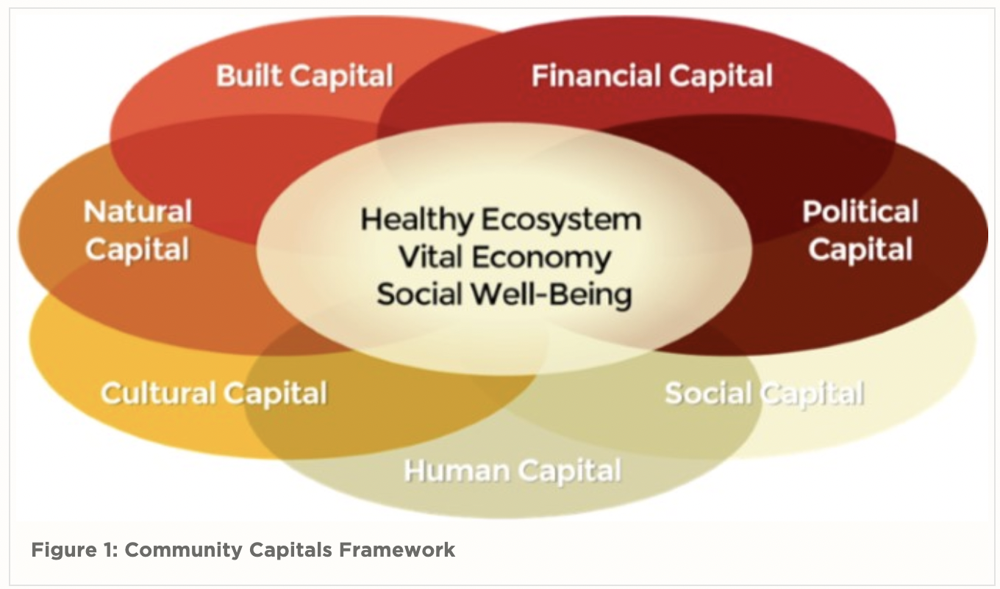 Built Capital
Financial Capital
Natural
Capital
Healthy Ecosystem
Vital Economy
Social Well-Being
Political
Capital
Cultural Capital
Social Capital
Human Capital
Figure 1: Community Capitals Framework